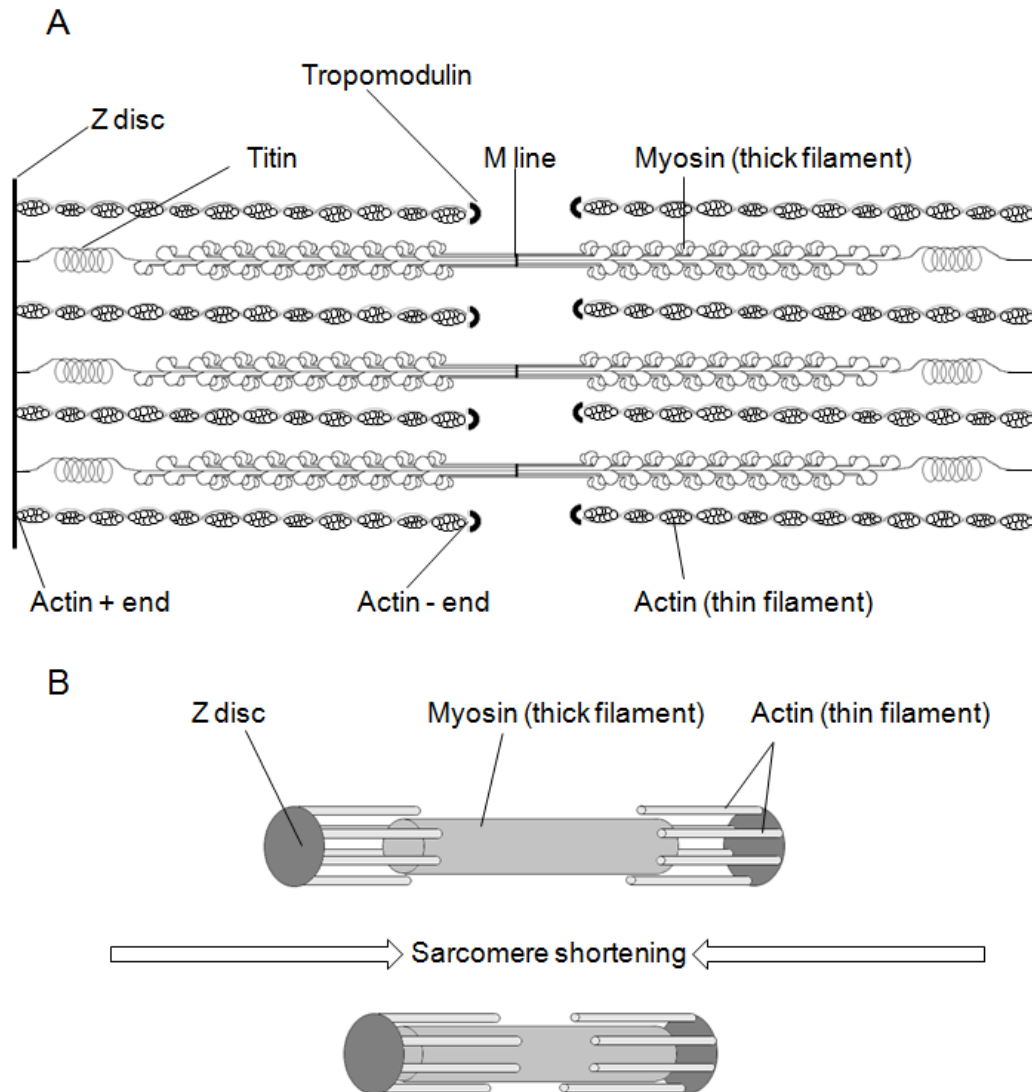 A
Tropomodulin
Z disc
Titin
M line
Myosin (thick filament)
Actin + end
Actin - end
Actin (thin filament)
B
Z disc
Myosin (thick filament)
Actin (thin filament)
Sarcomere shortening